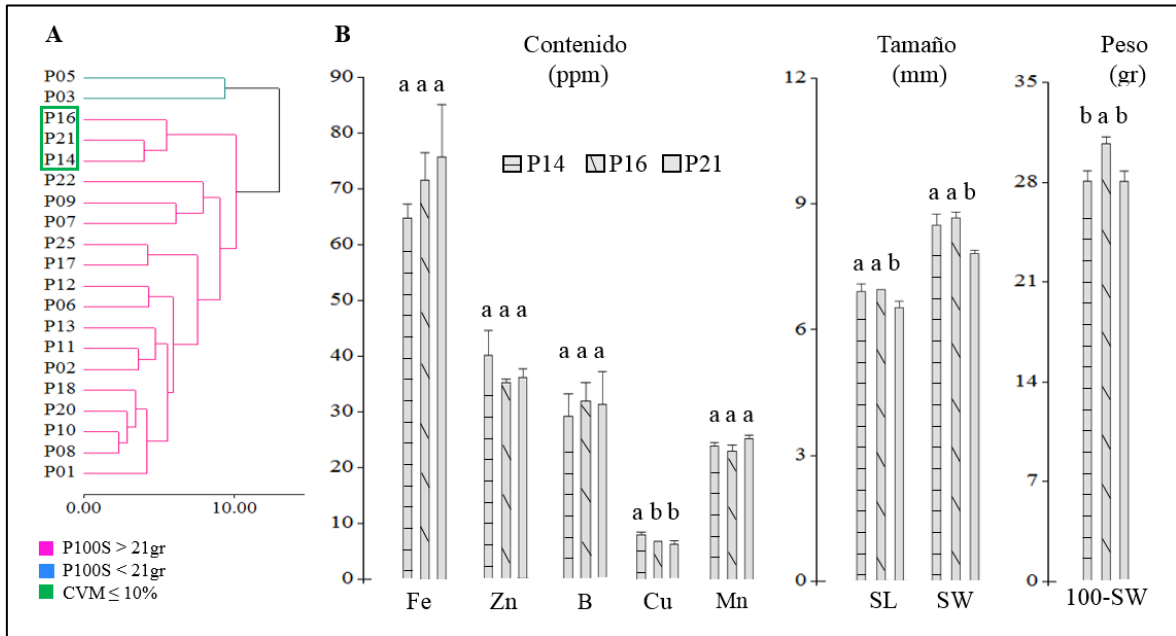 A
P05
P03
P16
P21
P14
P22
P09
P07
P25
P17
P12
P06
P13
P11
P02
P18
P20
P10
P08
P01
0.00 10.00
P100S > 21gr
P100S < 21gr
CVM ≤ 10%
B
Contenido
(ppm)
90
80
70
60
50
40
30
20
10
0
a a a
a a a
a a a
a b b
a a a
P14 P16 P21
Fe Zn B Cu Mn
Tamaño
(mm)
12
9
6
3
0
a a b
a a b
SL SW
Peso
(gr)
35
28
21
14
7
0
b a b
100-SW